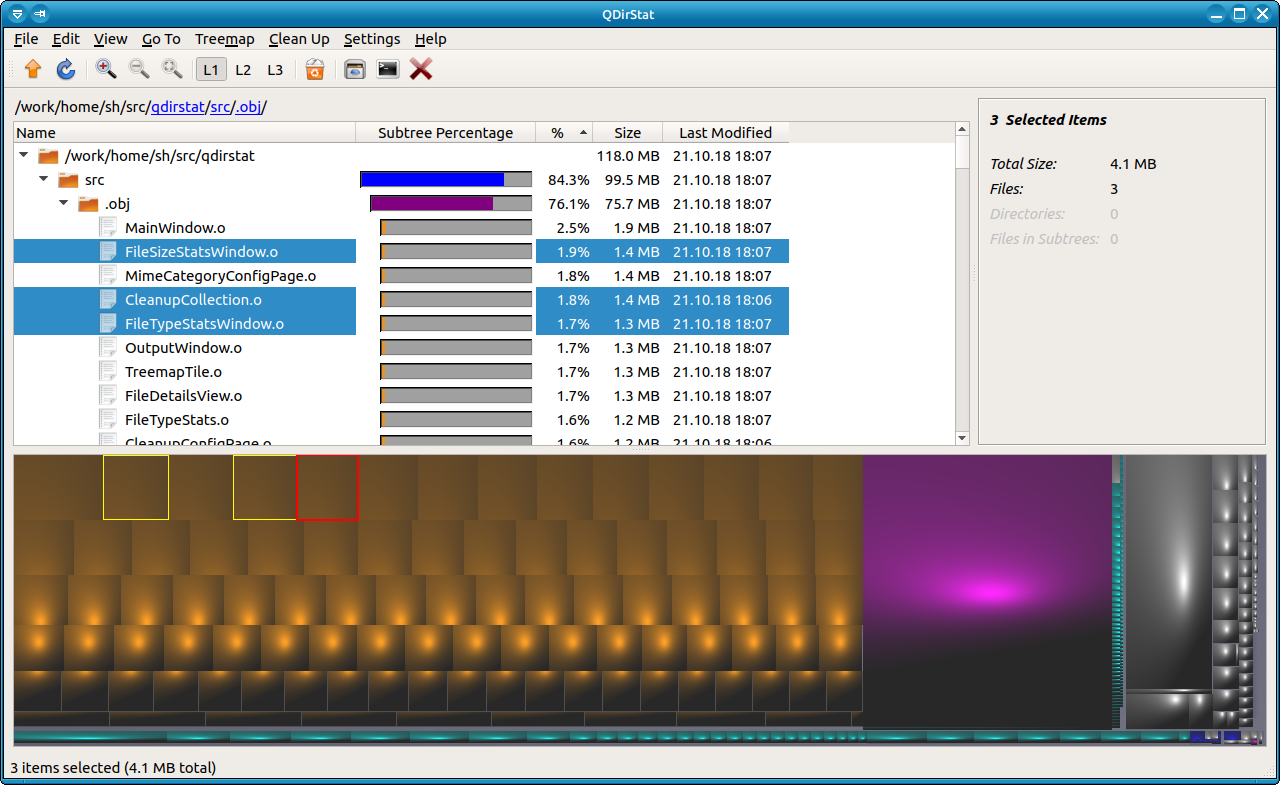 QDirStat
File Edit View Go To Treemap Clean Up Settings Help
L1 L2 L3
/work/home/sh/src/qdirstat/src/.obj/
Name Subtree Percentage % Size Last Modified
/work/home/sh/src/qdirstat 118.0 MB 21.10.18 18:07
src 84.3% 99.5 MB 21.10.18 18:07
.obj 76.1% 75.7 MB 21.10.18 18:07
MainWindow.o 2.5% 1.9 MB 21.10.18 18:07
FileSizeStatsWindow.o 1.9% 1.4 MB 21.10.18 18:07
MimeCategoryConfigPage.o 1.8% 1.4 MB 21.10.18 18:07
CleanupCollection.o 1.8% 1.4 MB 21.10.18 18:06
FileTypeStatsWindow.o 1.7% 1.3 MB 21.10.18 18:07
OutputWindow.o 1.7% 1.3 MB 21.10.18 18:07
TreemapTile.o 1.7% 1.3 MB 21.10.18 18:07
FileDetailsView.o 1.7% 1.3 MB 21.10.18 18:07
FileTypeStats.o 1.6% 1.2 MB 21.10.18 18:07
CleanupConfigPage.o 1.6% 1.2 MB 21.10.18 18:06
3 Selected Items
Total Size: 4.1 MB
Files: 3
Directories: 0
Files in Subtrees: 0
3 items selected (4.1 MB total)